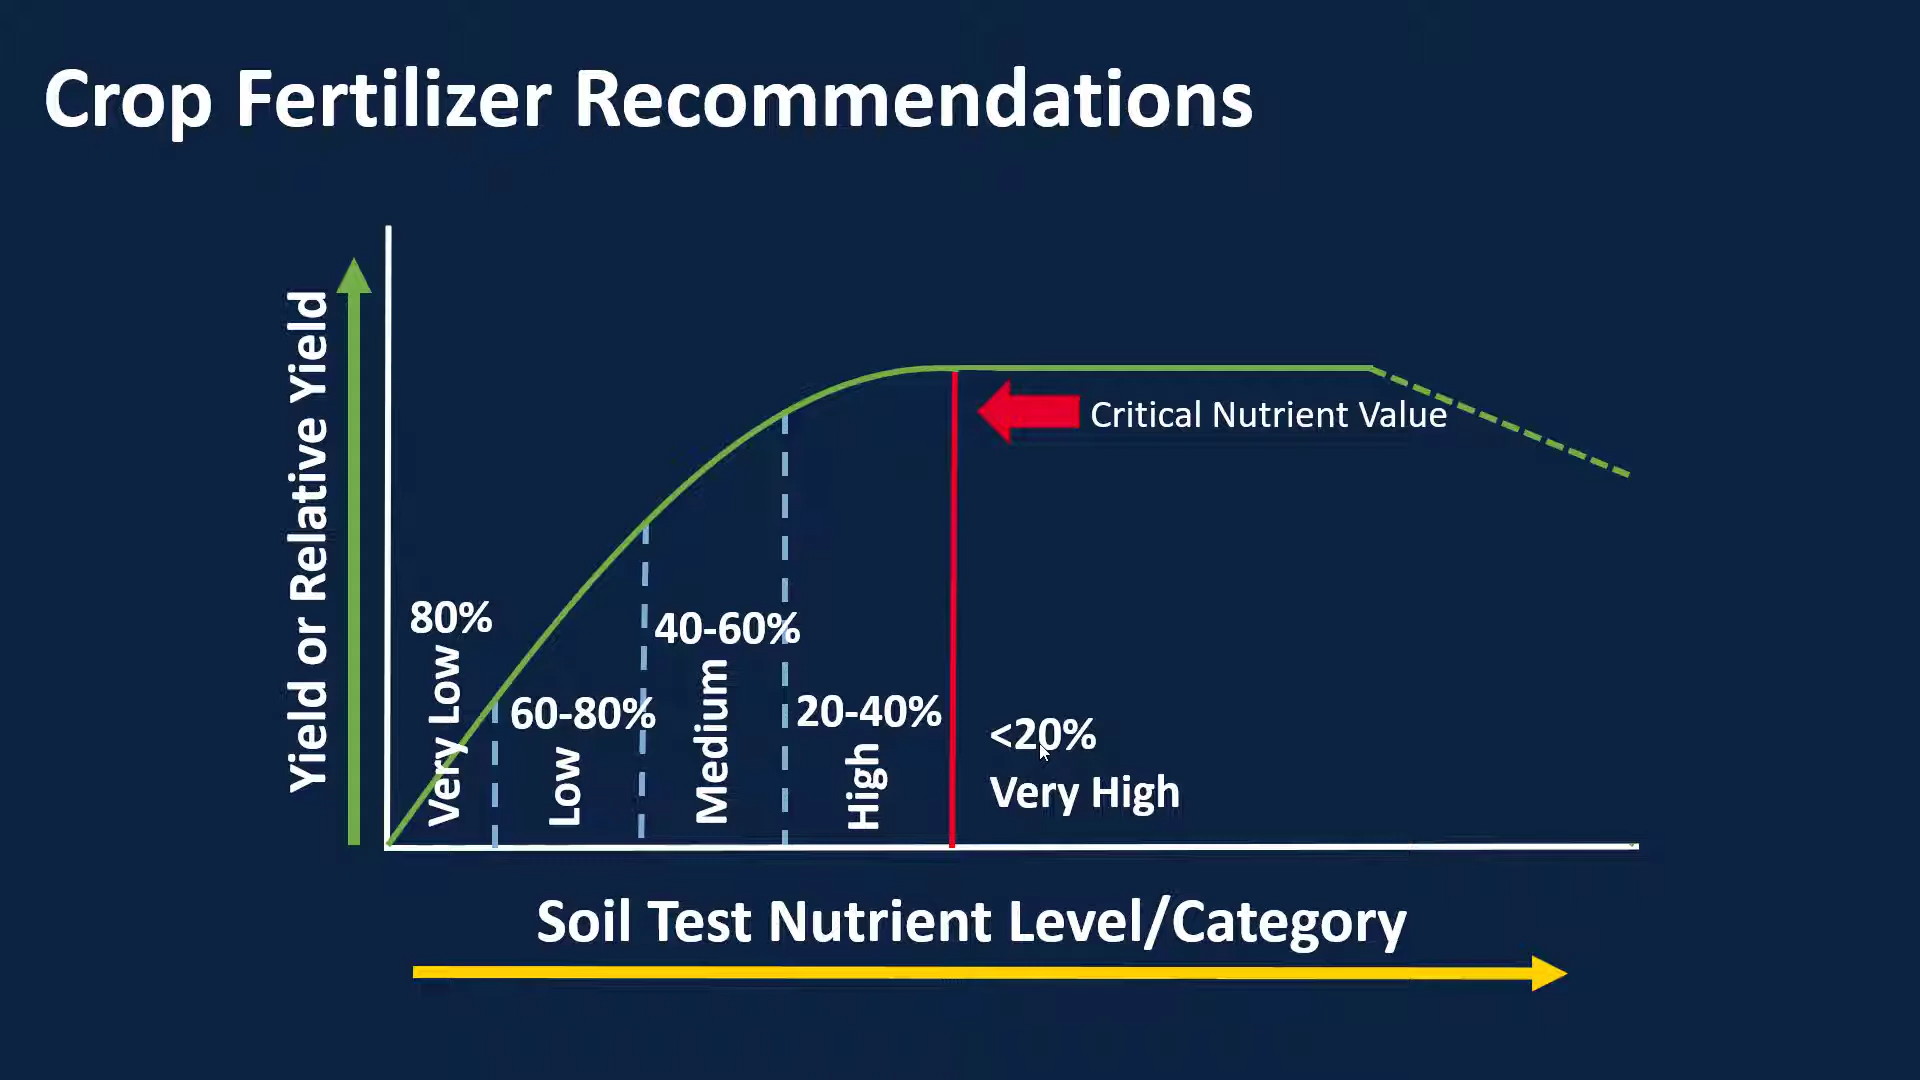 Crop Fertilizer Recommendations
Yield or Relative Yield
Critical Nutrient Value
80%
Very Low
60-80%
Low
40-60%
Medium
20-40%
High
<20%
Very High
Soil Test Nutrient Level/Category